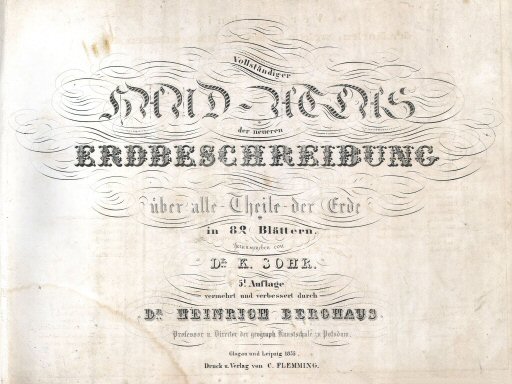 Vollständiger
HAND-ATLAS
der neueren
ERDBESCHREIBUNG
über alle Theile der Erde
in 82 Blättern.
herausgegeben von
Dr. K. SOHR.
5te Auflage
vermehrt und verbessert durch
Dr. HEINRICH BERGHAUS.
Professor u. Director der geograph. Kunstschule zu Potsdam.
Glogau und Leipzig 1855.
Druck u. Verlag von C. FLEMMING.